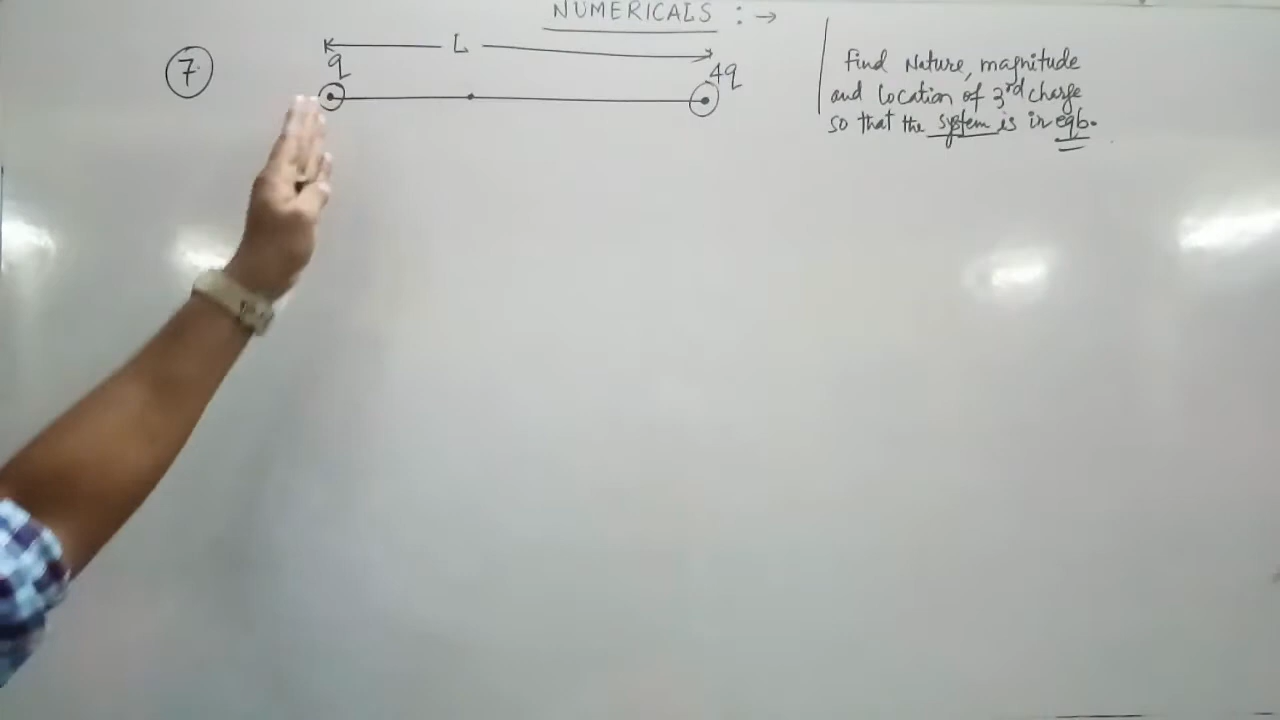 NUMERICALS : →
7
L
q
4q
Find Nature, magnitude
and location of 3rd charge
so that the system is in eqb.